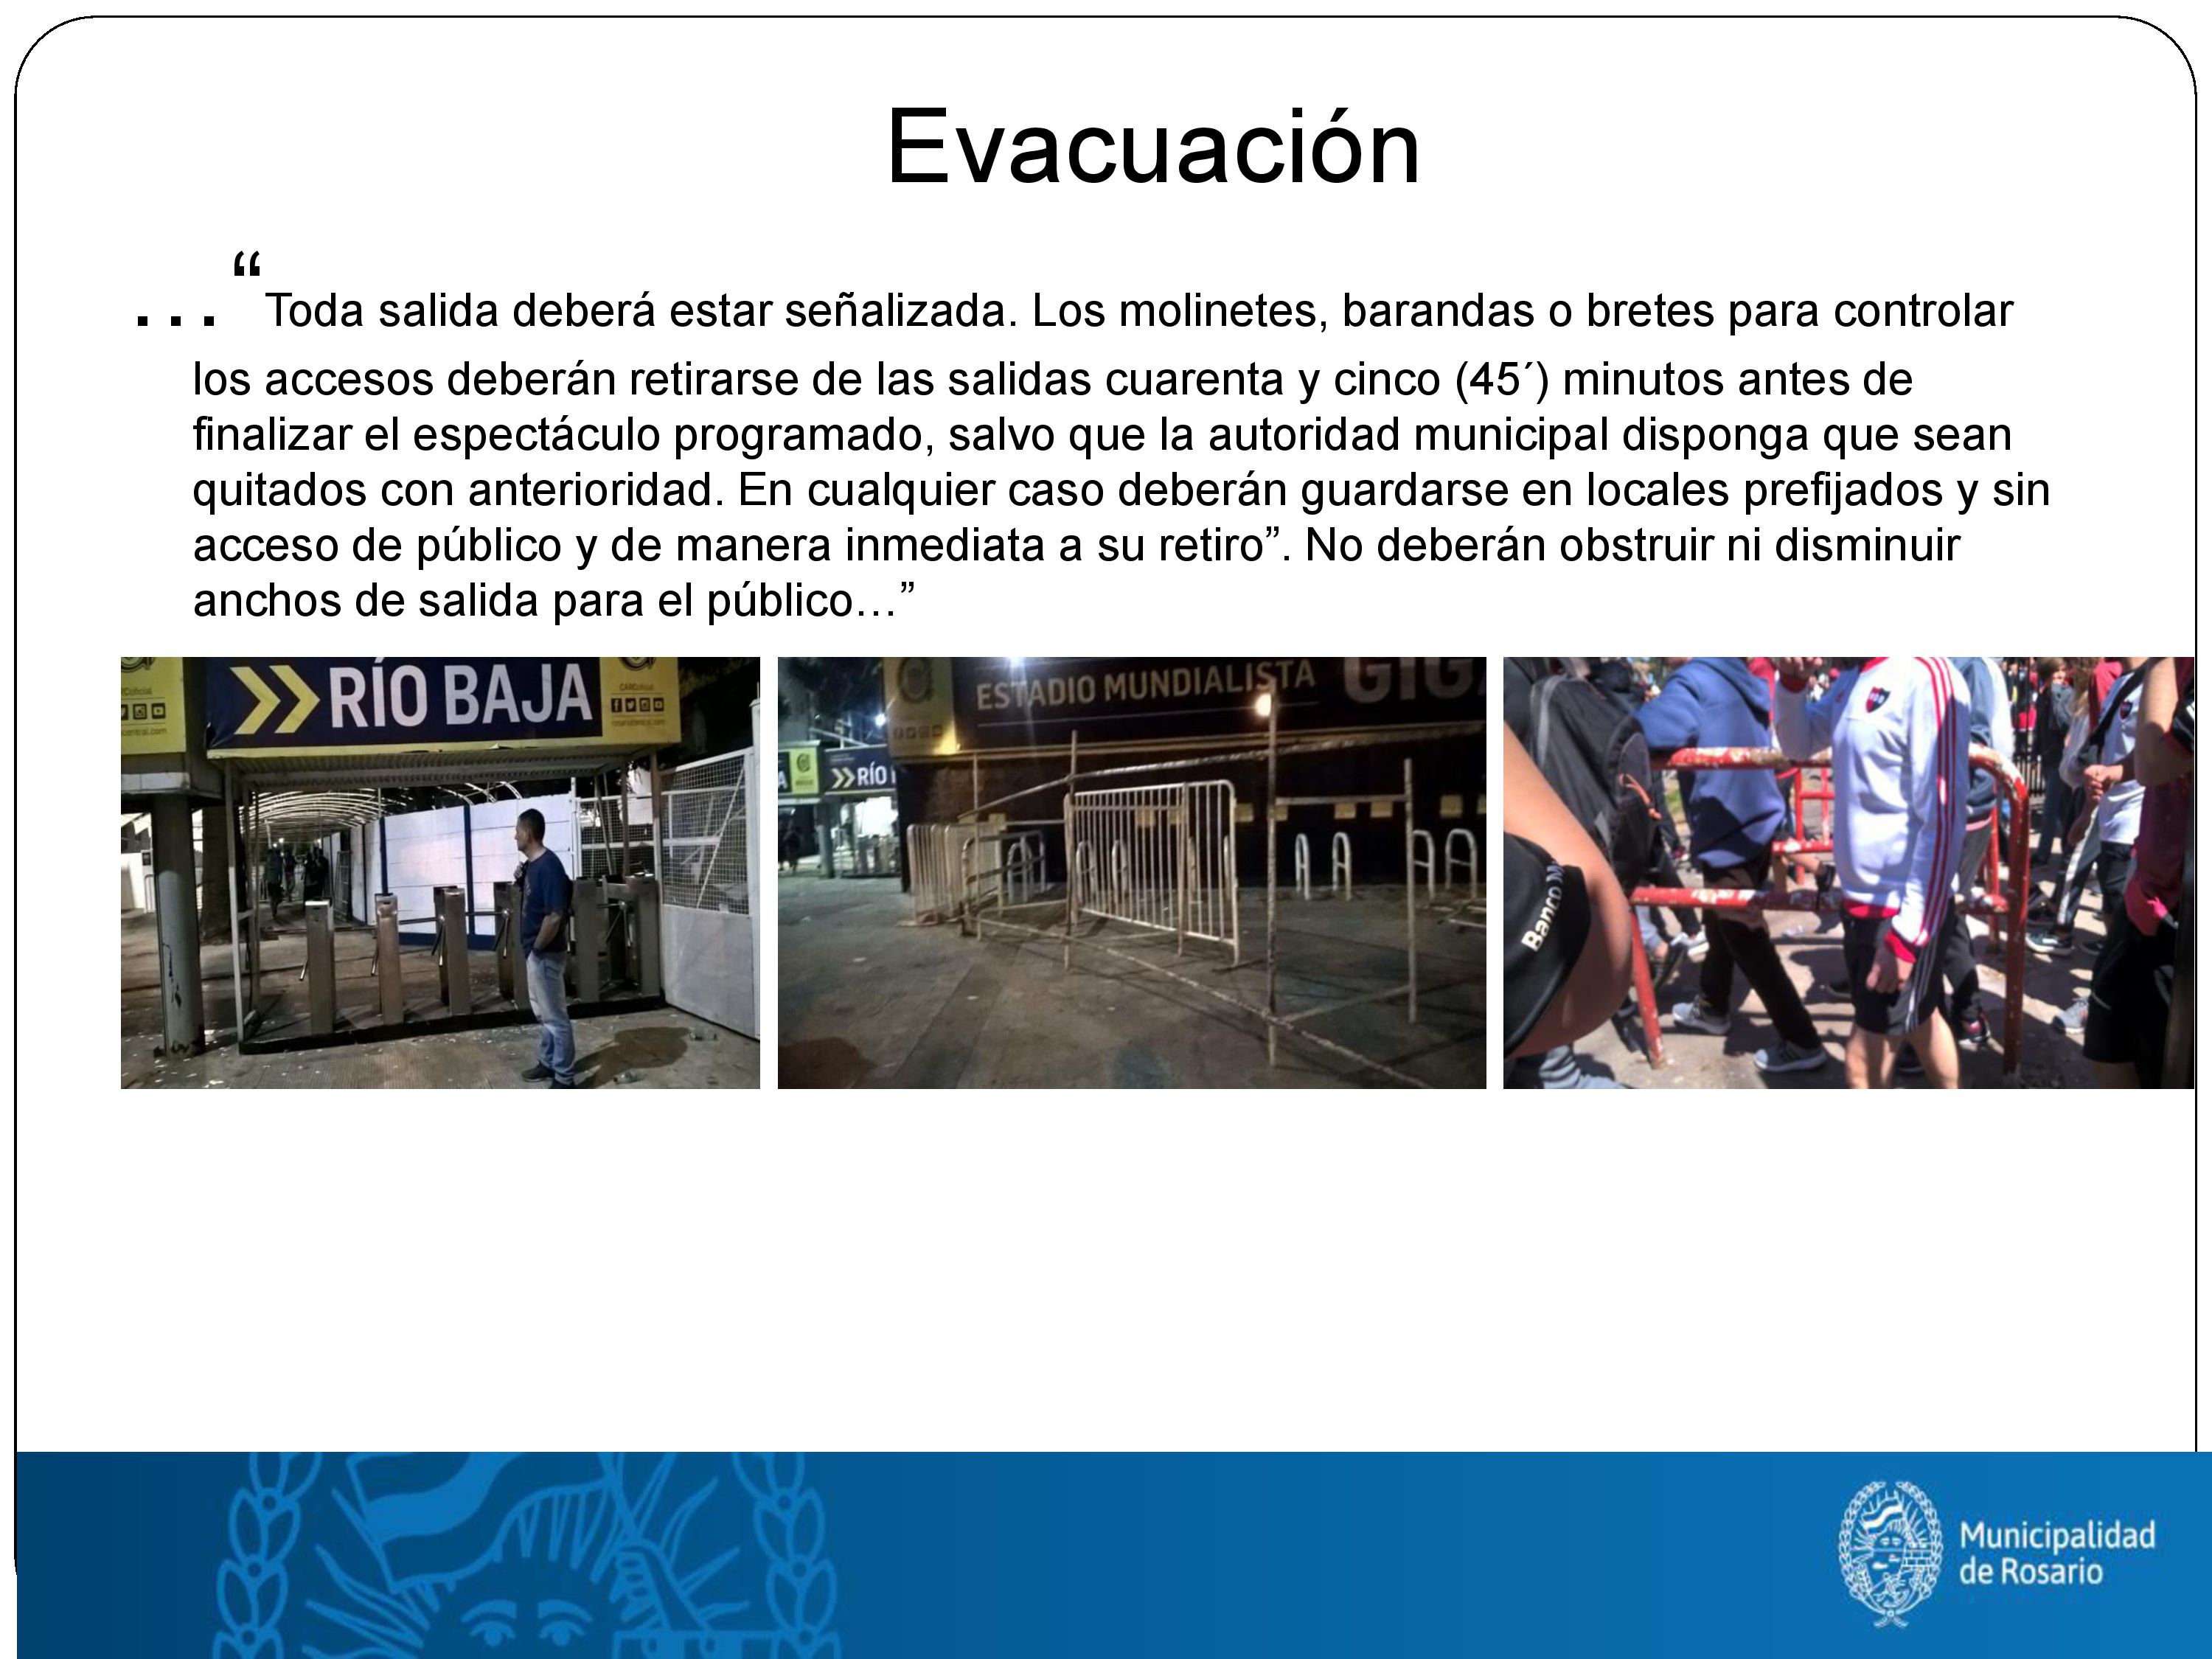 Evacuación
…“Toda salida deberá estar señalizada. Los molinetes, barandas o bretes para controlar
los accesos deberán retirarse de las salidas cuarenta y cinco (45´) minutos antes de
finalizar el espectáculo programado, salvo que la autoridad municipal disponga que sean
quitados con anterioridad. En cualquier caso deberán guardarse en locales prefijados y sin
acceso de público y de manera inmediata a su retiro”. No deberán obstruir ni disminuir
anchos de salida para el público…”
RÍO BAJA
CARCoficial
ESTADIO MUNDIALISTA
GIG
RÍO
Banco
Municipalidad
de Rosario